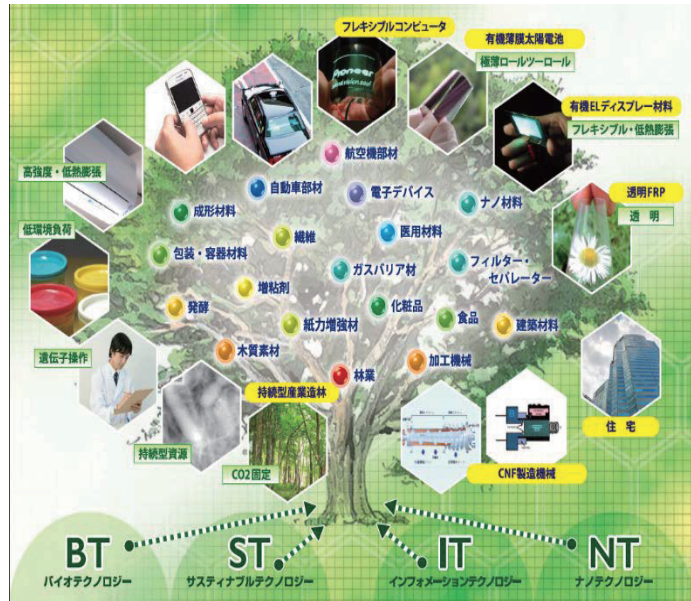 フレキシブルコンピュータ
有機薄膜太陽電池
極薄ロールツーロール
有機ELディスプレー材料
フレキシブル・低熱膨張
高強度・低熱膨張
航空機部材
自動車部材
電子デバイス
透明FRP
透 明
成形材料
ナノ材料
低環境負荷
繊維
医用材料
包装・容器材料
ガスバリア材
フィルター・
セパレーター
増粘剤
発酵
化粧品
紙力増強材
食品
建築材料
遺伝子操作
木質素材
加工機械
林業
持続型産業造林
住 宅
持続型資源
CO2固定
CNF製造機械
BT
バイオテクノロジー
ST
サスティナブルテクノロジー
IT
インフォメーションテクノロジー
NT
ナノテクノロジー
Pioneer